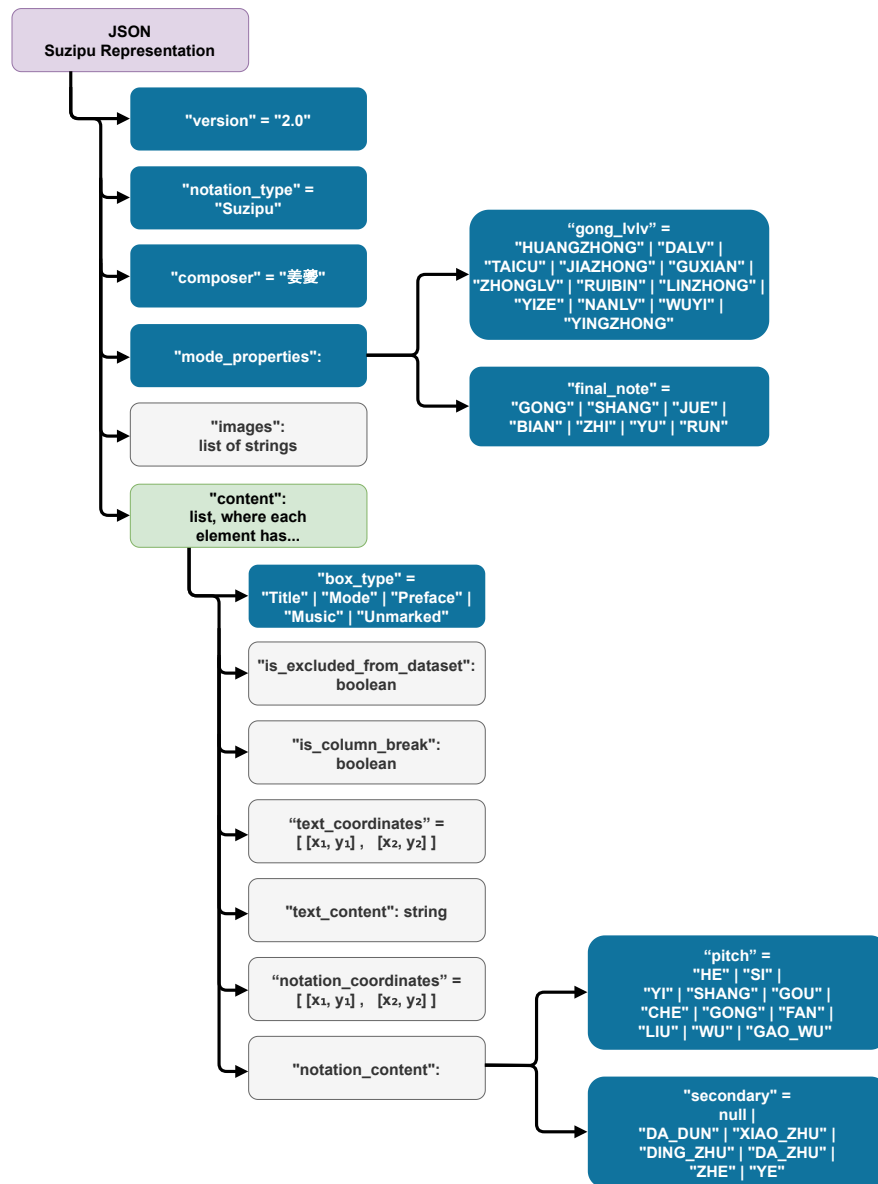 JSON
Suzipu Representation
"version" = "2.0"
"notation_type" =
"Suzipu"
"composer" = "姜夔"
"mode_properties":
“gong_lvlv” =
"HUANGZHONG" | "DALV" |
"TAICU" | "JIAZHONG" | "GUXIAN" |
"ZHONGLV" | "RUIBIN" | "LINZHONG" |
"YIZE" | "NANLV" | "WUYI" |
"YINGZHONG"
"final_note" =
"GONG" | "SHANG" | "JUE" |
"BIAN" | "ZHI" | "YU" | "RUN"
"images":
list of strings
"content":
list, where each
element has...
"box_type" =
"Title" | "Mode" | "Preface" |
"Music" | "Unmarked"
"is_excluded_from_dataset":
boolean
"is_column_break":
boolean
“text_coordinates” =
[ [x₁, y₁] , [x₂, y₂] ]
"text_content": string
“notation_coordinates” =
[ [x₁, y₁] , [x₂, y₂] ]
"notation_content":
“pitch” =
"HE" | "SI" |
"YI" | "SHANG" | "GOU" |
"CHE" | "GONG" | "FAN" |
"LIU" | "WU" | "GAO_WU"
"secondary" =
null |
"DA_DUN" | "XIAO_ZHU" |
"DING_ZHU" | "DA_ZHU" |
"ZHE" | "YE"